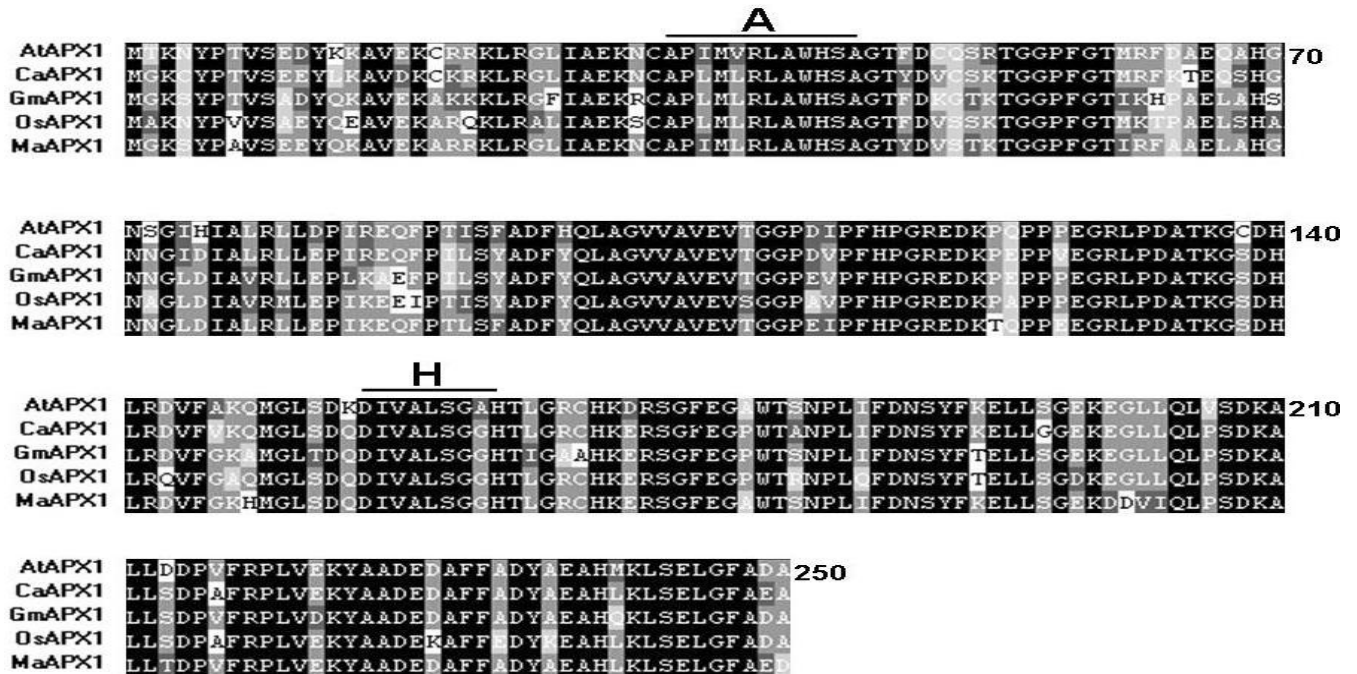 A
AtAPX1 MTKNYPTVSEDYKKAVEKCRRKLRGLIAEKNCAPIMVRLAWHSAGTFDCQSRTGGPFGTMRFDAEQAHG 70
CaAPX1 MGKCYPTVSEEYLKAVDKCKRKLRGLIAEKNCAPLMLRLAWHSAGTYDVCSKTGGPFGTMRFKTEQSHG
GmAPX1 MGKSYPTVSADYQKAVEKAKKKLRGFIAEKRCAPLMLRLAWHSAGTFDKGTKTGGPFGTIKHPAELAHS
OsAPX1 MAKNYPVVSAEYQEAVEKARQKLRALIAEKSCAPLMLRLAWHSAGTFDVSSKTGGPFGTMKTPAELSHA
MaAPX1 MGKSYPAVSEEYQKAVEKARRKLRGLIAEKNCAPIMLRLAWHSAGTYDVSTKTGGPFGTIRFAAELAHG
AtAPX1 NSGIHIALRLLDPIREQFPTISFADFHQLAGVVAVEVTGGPDIPFHPGREDKPQPPPEGRLPDATKGCDH 140
CaAPX1 NNGIDIALRLLEPIREQFPILSYADFYQLAGVVAVEVTGGPDVPFHPGREDKPEPPVEGRLPDATKGSDH
GmAPX1 NNGLDIAVRLLEPLKAEFPILSYADFYQLAGVVAVEVTGGPEVPFHPGREDKPEPPPEGRLPDATKGSDH
OsAPX1 NAGLDIAVRMLEPIKEEIPTISYADFYQLAGVVAVEVSGGPAVPFHPGREDKPAPPPEGRLPDATKGSDH
MaAPX1 NNGLDIALRLLEPIKEQFPTLSFADFYQLAGVVAVEVTGGPEIPFHPGREDKTQPPEEGRLPDATKGSDH
H
AtAPX1 LRDVFAKQMGLSDKDIVALSGAHTLGRCHKDRSGFEGAWTSNPLIFDNSYFKELLSGEKEGLLQLVSDKA 210
CaAPX1 LRDVFVKQMGLSDQDIVALSGGHTLGRCHKERSGFEGPWTANPLIFDNSYFKELLGGEKEGLLQLPSDKA
GmAPX1 LRDVFGKAMGLTDQDIVALSGGHTIGAAHKERSGFEGPWTSNPLIFDNSYFTELLSGEKEGLLQLPSDKA
OsAPX1 LRQVFGAQMGLSDQDIVALSGGHTLGRCHKERSGFEGPWTRNPLQFDNSYFTELLSGDKEGLLQLPSDKA
MaAPX1 LRDVFGKHMGLSDQDIVALSGGHTLGRCHKERSGFEGAWTSNPLIFDNSYFKELLSGEKDDVIQLPSDKA
AtAPX1 LLDDPVFRPLVEKYAADEDAFFADYAEAHMKLSELGFADA 250
CaAPX1 LLSDPAFRPLVEKYAADEDAFFADYAEAHLKLSELGFAEA
GmAPX1 LLSDPVFRPLVDKYAADEDAFFADYAEAHQKLSELGFADA
OsAPX1 LLSDPAFRPLVEKYAADEKAFFEDYKEAHLKLSELGFADA
MaAPX1 LLTDPVFRPLVEKYAADEDAFFADYAEAHLKLSELGFAED